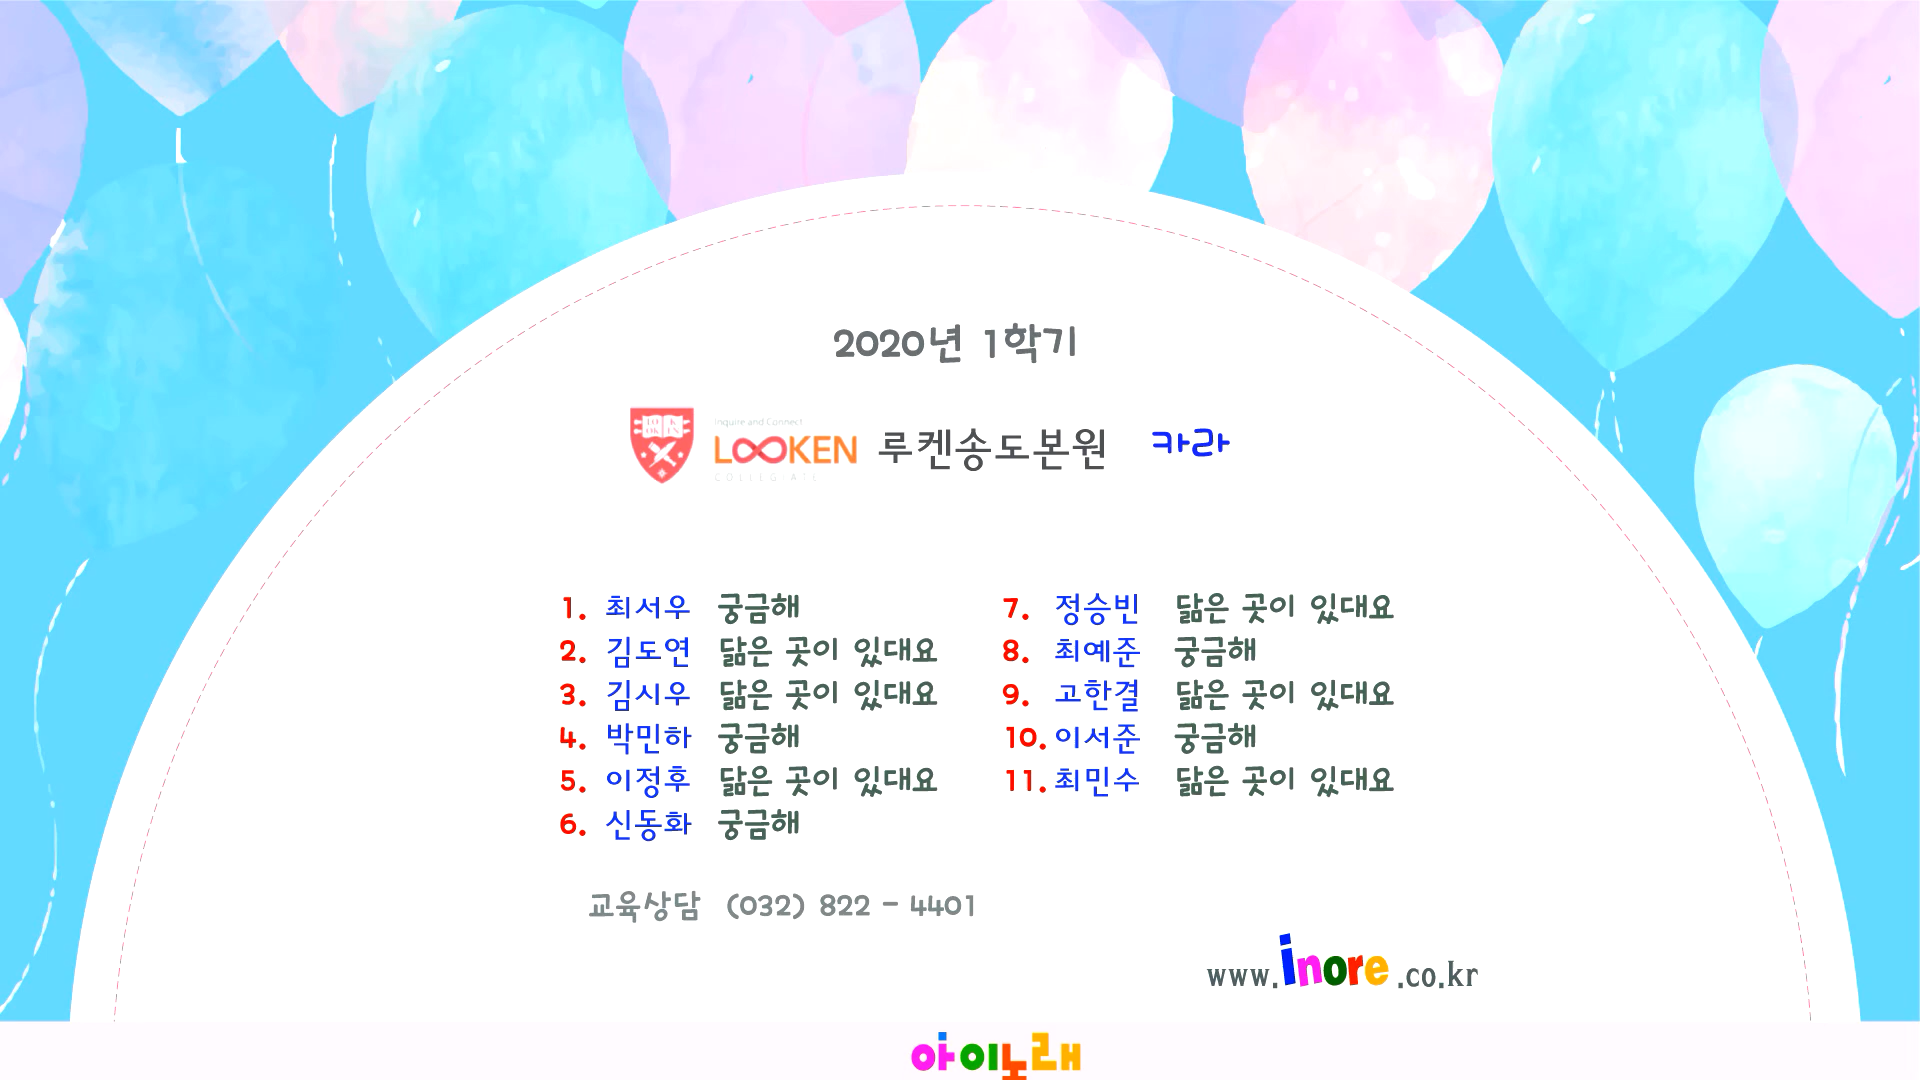 2020년 1학기
Inquire and Connect
LOOKEN 루켄송도본원 카라
COLLEGIATE
1. 최서우 궁금해
2. 김도연 닮은 곳이 있대요
3. 김시우 닮은 곳이 있대요
4. 박민하 궁금해
5. 이정후 닮은 곳이 있대요
6. 신동화 궁금해
7. 정승빈 닮은 곳이 있대요
8. 최예준 궁금해
9. 고한결 닮은 곳이 있대요
10. 이서준 궁금해
11. 최민수 닮은 곳이 있대요
교육상담 (032) 822 - 4401
www.inore.co.kr
아이노래